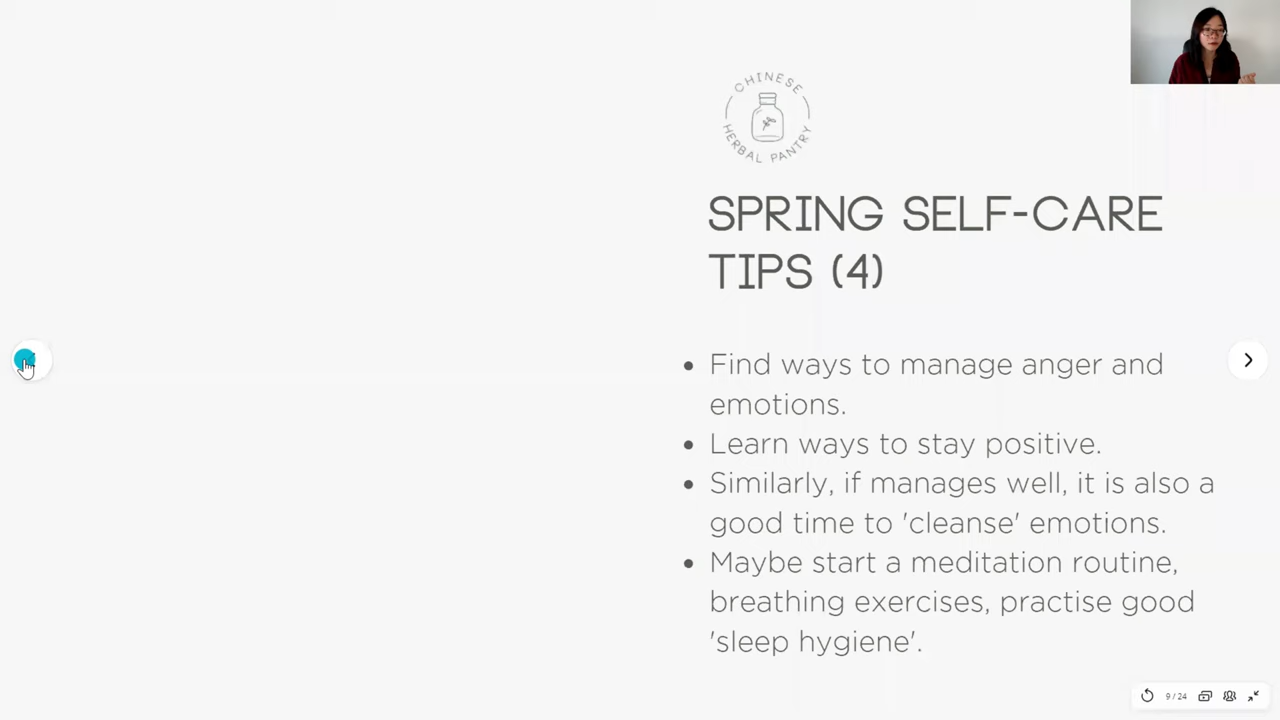 CHINESE
HERBAL PANTRY
SPRING SELF-CARE
TIPS (4)
• Find ways to manage anger and
emotions.
• Learn ways to stay positive.
• Similarly, if manages well, it is also a
good time to 'cleanse' emotions.
• Maybe start a meditation routine,
breathing exercises, practise good
'sleep hygiene'.
9 / 24